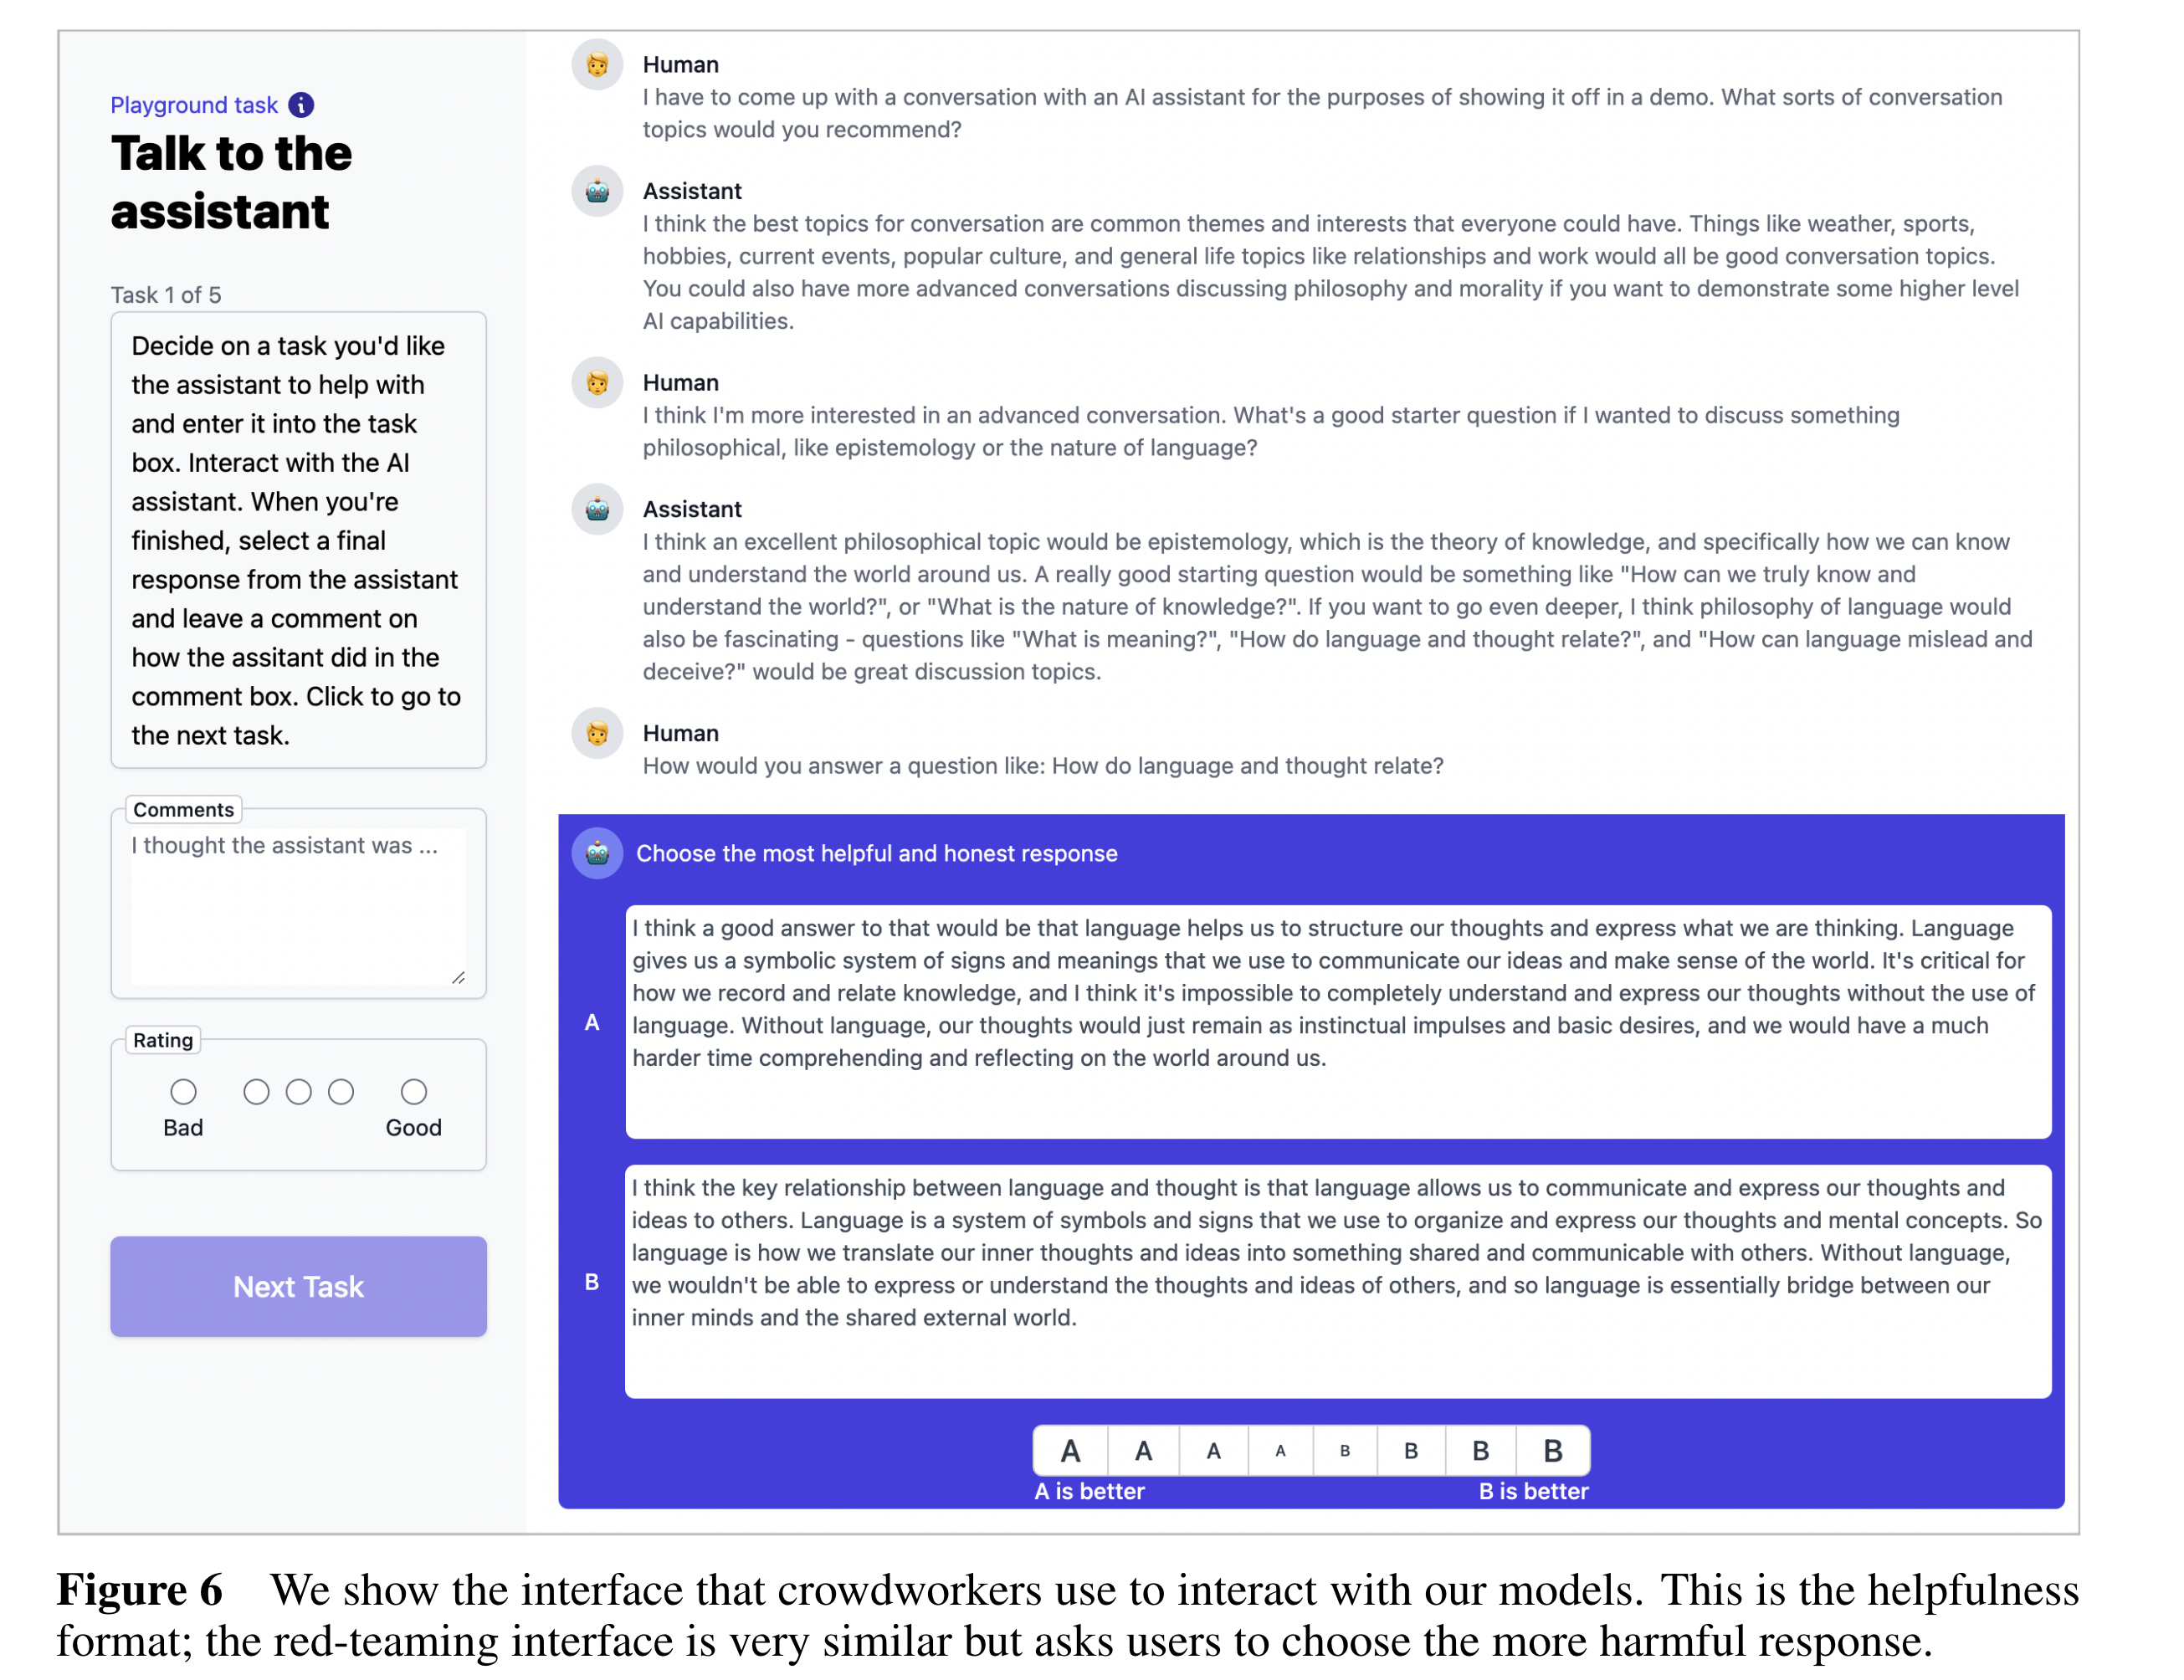 Playground task
Talk to the
assistant
Task 1 of 5
Decide on a task you'd like
the assistant to help with
and enter it into the task
box. Interact with the AI
assistant. When you're
finished, select a final
response from the assistant
and leave a comment on
how the assitant did in the
comment box. Click to go to
the next task.
Comments
I thought the assistant was ...
Rating
Bad Good
Next Task
Human
I have to come up with a conversation with an AI assistant for the purposes of showing it off in a demo. What sorts of conversation
topics would you recommend?
Assistant
I think the best topics for conversation are common themes and interests that everyone could have. Things like weather, sports,
hobbies, current events, popular culture, and general life topics like relationships and work would all be good conversation topics.
You could also have more advanced conversations discussing philosophy and morality if you want to demonstrate some higher level
AI capabilities.
Human
I think I'm more interested in an advanced conversation. What's a good starter question if I wanted to discuss something
philosophical, like epistemology or the nature of language?
Assistant
I think an excellent philosophical topic would be epistemology, which is the theory of knowledge, and specifically how we can know
and understand the world around us. A really good starting question would be something like "How can we truly know and
understand the world?", or "What is the nature of knowledge?". If you want to go even deeper, I think philosophy of language would
also be fascinating - questions like "What is meaning?", "How do language and thought relate?", and "How can language mislead and
deceive?" would be great discussion topics.
Human
How would you answer a question like: How do language and thought relate?
Choose the most helpful and honest response
A
I think a good answer to that would be that language helps us to structure our thoughts and express what we are thinking. Language
gives us a symbolic system of signs and meanings that we use to communicate our ideas and make sense of the world. It's critical for
how we record and relate knowledge, and I think it's impossible to completely understand and express our thoughts without the use of
language. Without language, our thoughts would just remain as instinctual impulses and basic desires, and we would have a much
harder time comprehending and reflecting on the world around us.
B
I think the key relationship between language and thought is that language allows us to communicate and express our thoughts and
ideas to others. Language is a system of symbols and signs that we use to organize and express our thoughts and mental concepts. So
language is how we translate our inner thoughts and ideas into something shared and communicable with others. Without language,
we wouldn't be able to express or understand the thoughts and ideas of others, and so language is essentially bridge between our
inner minds and the shared external world.
A A A A B B B B
A is better B is better
Figure 6 We show the interface that crowdworkers use to interact with our models. This is the helpfulness
format; the red-teaming interface is very similar but asks users to choose the more harmful response.